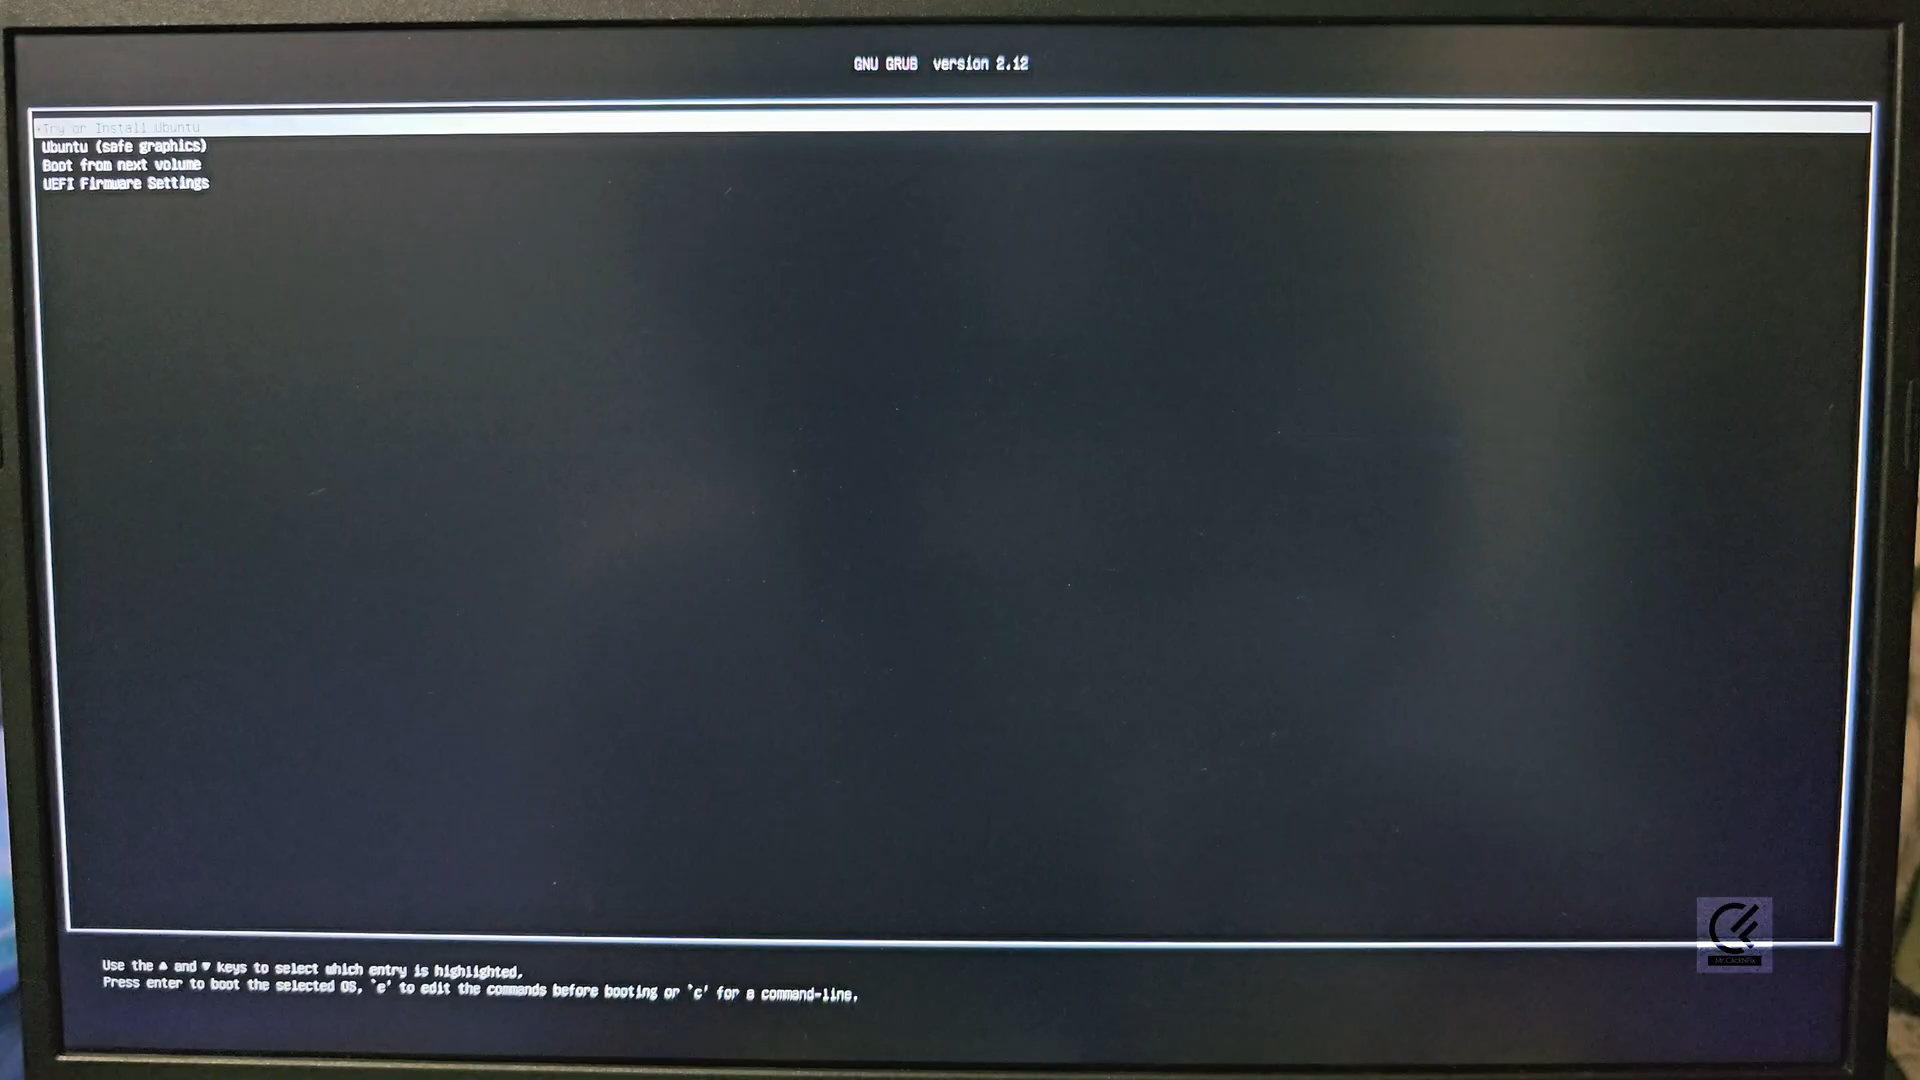 GNU GRUB version 2.12
*Try or Install Ubuntu
Ubuntu (safe graphics)
Boot from next volume
UEFI Firmware Settings
Use the ▲ and ▼ keys to select which entry is highlighted.
Press enter to boot the selected OS, `e' to edit the commands before booting or `c' for a command-line.
Mr.ClickNFix